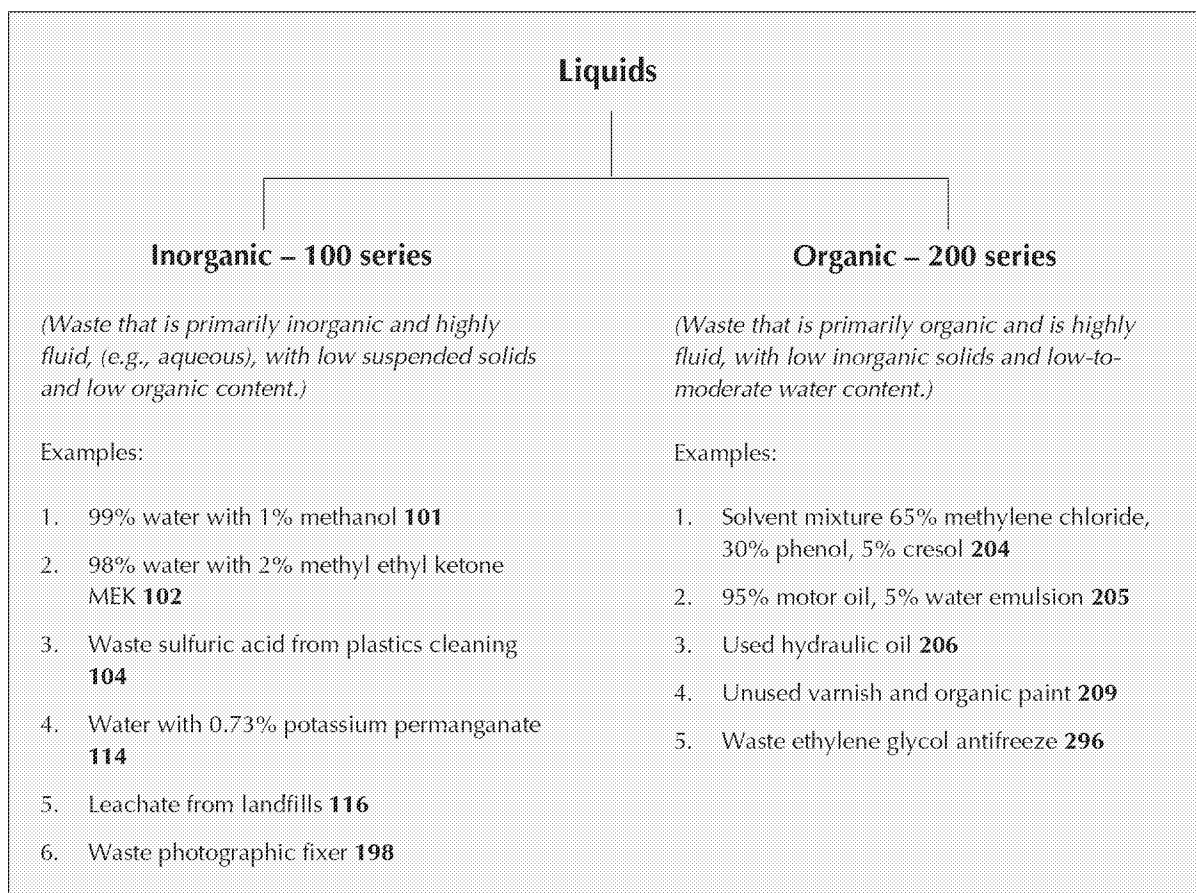 Liquids
Inorganic – 100 series
(Waste that is primarily inorganic and highly
fluid, (e.g., aqueous), with low suspended solids
and low organic content.)
Examples:
1. 99% water with 1% methanol 101
2. 98% water with 2% methyl ethyl ketone
MEK 102
3. Waste sulfuric acid from plastics cleaning
104
4. Water with 0.73% potassium permanganate
114
5. Leachate from landfills 116
6. Waste photographic fixer 198
Organic – 200 series
(Waste that is primarily organic and is highly
fluid, with low inorganic solids and low-to-
moderate water content.)
Examples:
1. Solvent mixture 65% methylene chloride,
30% phenol, 5% cresol 204
2. 95% motor oil, 5% water emulsion 205
3. Used hydraulic oil 206
4. Unused varnish and organic paint 209
5. Waste ethylene glycol antifreeze 296